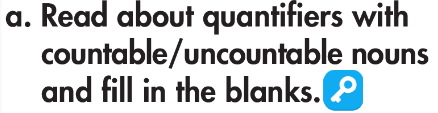 a. Read about quantifiers with
countable/uncountable nouns
and fill in the blanks.